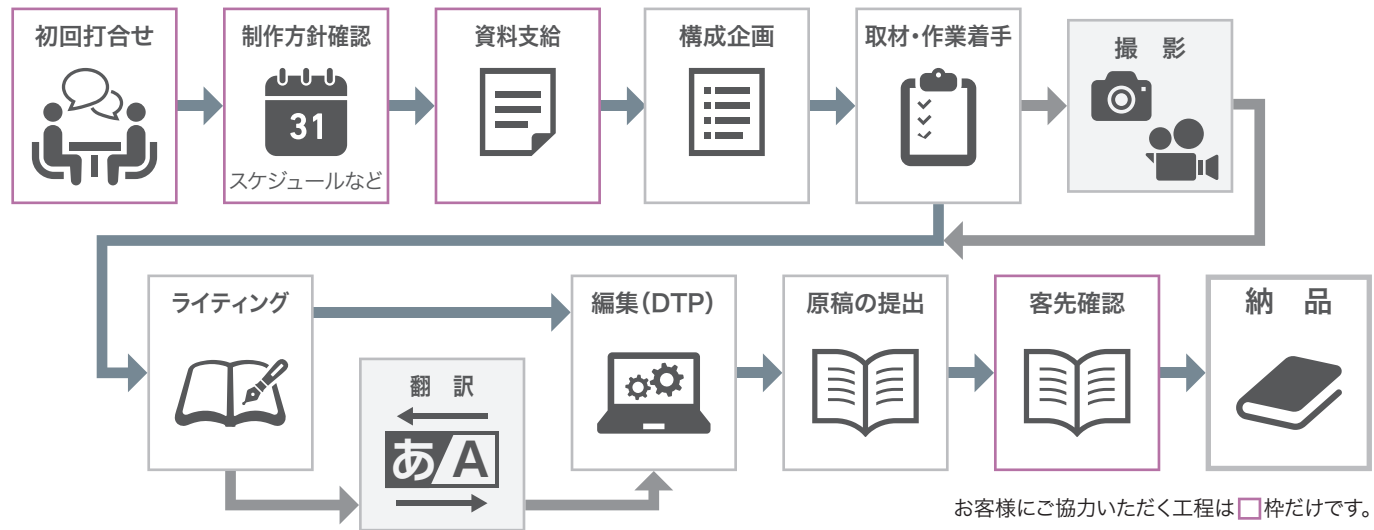 初回打合せ
制作方針確認
31
スケジュールなど
資料支給
構成企画
取材・作業着手
撮 影
ライティング
翻 訳
あ/A
編集(DTP)
原稿の提出
客先確認
納 品
お客様にご協力いただく工程は□枠だけです。